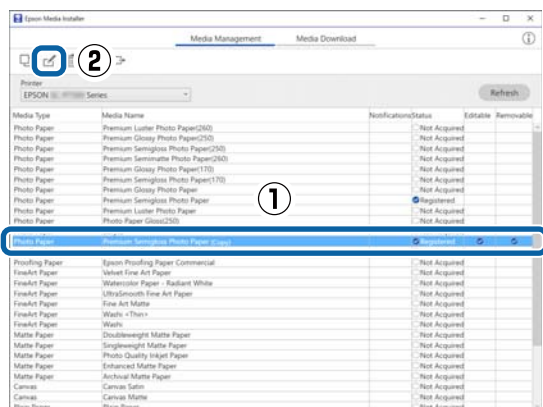 Epson Media Installer
Media Management Media Download
②
Printer
EPSON Series
Refresh
Media Type Media Name Notifications Status Editable Removable
Photo Paper Premium Luster Photo Paper(260) Not Acquired
Photo Paper Premium Glossy Photo Paper(250) Not Acquired
Photo Paper Premium Semigloss Photo Paper(250) Not Acquired
Photo Paper Premium Semimatte Photo Paper(260) Not Acquired
Photo Paper Premium Glossy Photo Paper(170) Not Acquired
Photo Paper Premium Semigloss Photo Paper(170) Not Acquired
Photo Paper Premium Glossy Photo Paper Not Acquired
Photo Paper Premium Semigloss Photo Paper Registered
Photo Paper Premium Luster Photo Paper Not Acquired
Photo Paper Photo Paper Gloss(250) Not Acquired
①
Photo Paper Premium Semigloss Photo Paper (Copy) Registered
Proofing Paper Epson Proofing Paper Commercial Not Acquired
FineArt Paper Velvet Fine Art Paper Not Acquired
FineArt Paper Watercolor Paper - Radiant White Not Acquired
FineArt Paper UltraSmooth Fine Art Paper Not Acquired
FineArt Paper Fine Art Matte Not Acquired
FineArt Paper Washi <Thin> Not Acquired
FineArt Paper Washi Not Acquired
Matte Paper Doubleweight Matte Paper Not Acquired
Matte Paper Singleweight Matte Paper Not Acquired
Matte Paper Photo Quality Inkjet Paper Not Acquired
Matte Paper Enhanced Matte Paper Not Acquired
Matte Paper Archival Matte Paper Not Acquired
Canvas Canvas Satin Not Acquired
Canvas Canvas Matte Not Acquired